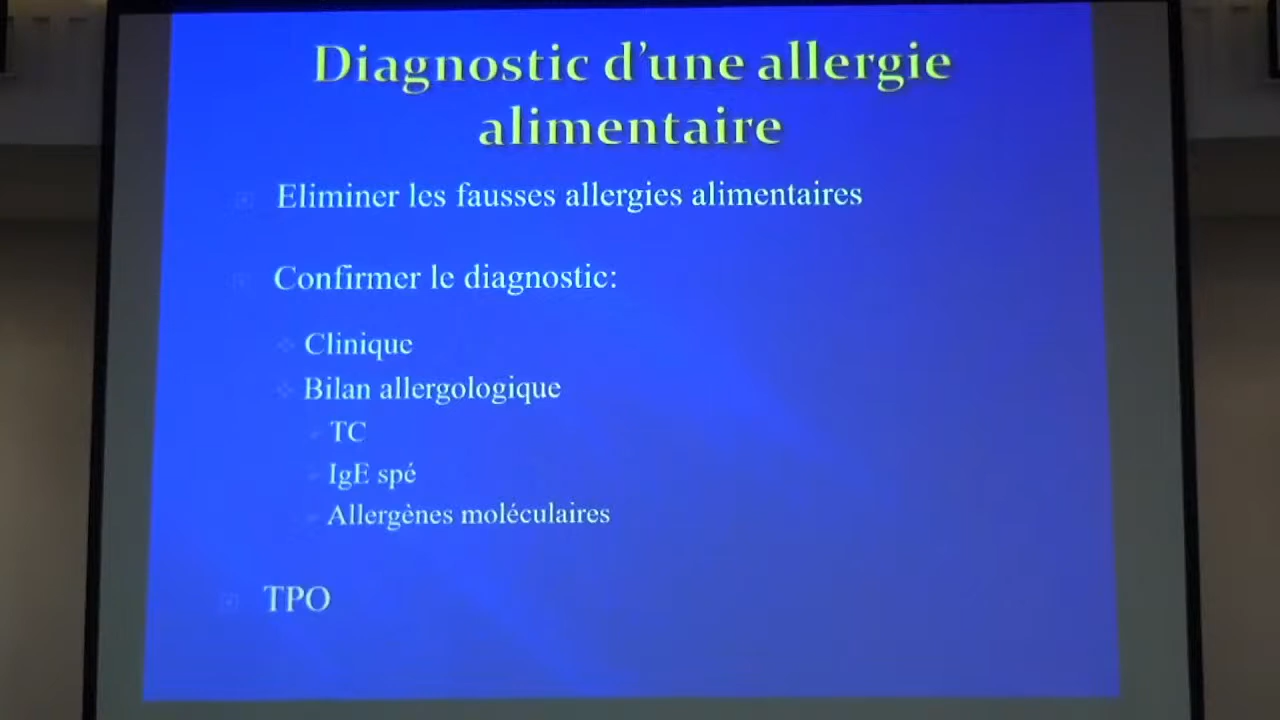 Diagnostic d'une allergie
alimentaire
Eliminer les fausses allergies alimentaires
Confirmer le diagnostic:
Clinique
Bilan allergologique
TC
IgE spé
Allergènes moléculaires
TPO